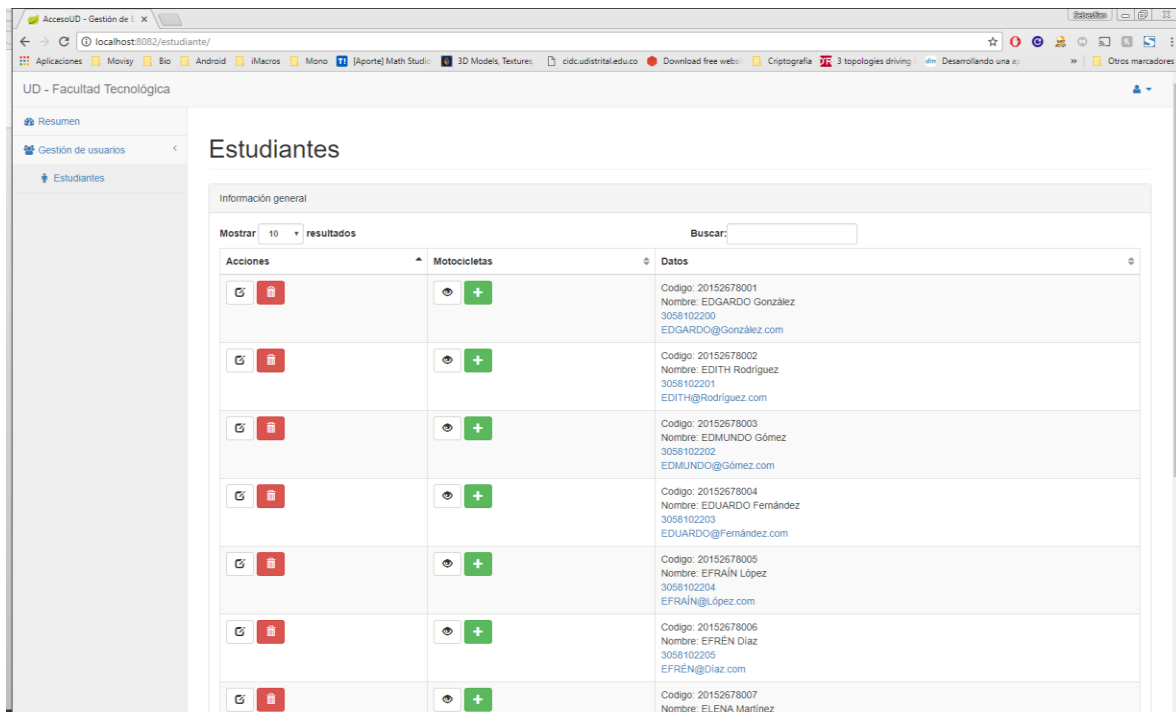 AccesoUD - Gestión de E
Sebastian
localhost:8082/estudiante/
Aplicaciones Movisy Bio Android iMacros Mono [Aporte] Math Studio 3D Models, Textures, cidc.udistrital.edu.co Download free webs Criptografia 3 topologies driving Desarrollando una ap » Otros marcadores
UD - Facultad Tecnológica
Resumen
Gestión de usuarios
Estudiantes
Estudiantes
Información general
Mostrar 10 resultados Buscar:
Acciones Motocicletas Datos
Codigo: 20152678001
Nombre: EDGARDO González
3058102200
EDGARDO@González.com
Codigo: 20152678002
Nombre: EDITH Rodríguez
3058102201
EDITH@Rodríguez.com
Codigo: 20152678003
Nombre: EDMUNDO Gómez
3058102202
EDMUNDO@Gómez.com
Codigo: 20152678004
Nombre: EDUARDO Fernández
3058102203
EDUARDO@Fernández.com
Codigo: 20152678005
Nombre: EFRAÍN López
3058102204
EFRAÍN@López.com
Codigo: 20152678006
Nombre: EFRÉN Díaz
3058102205
EFRÉN@Díaz.com
Codigo: 20152678007
Nombre: ELENA Martínez